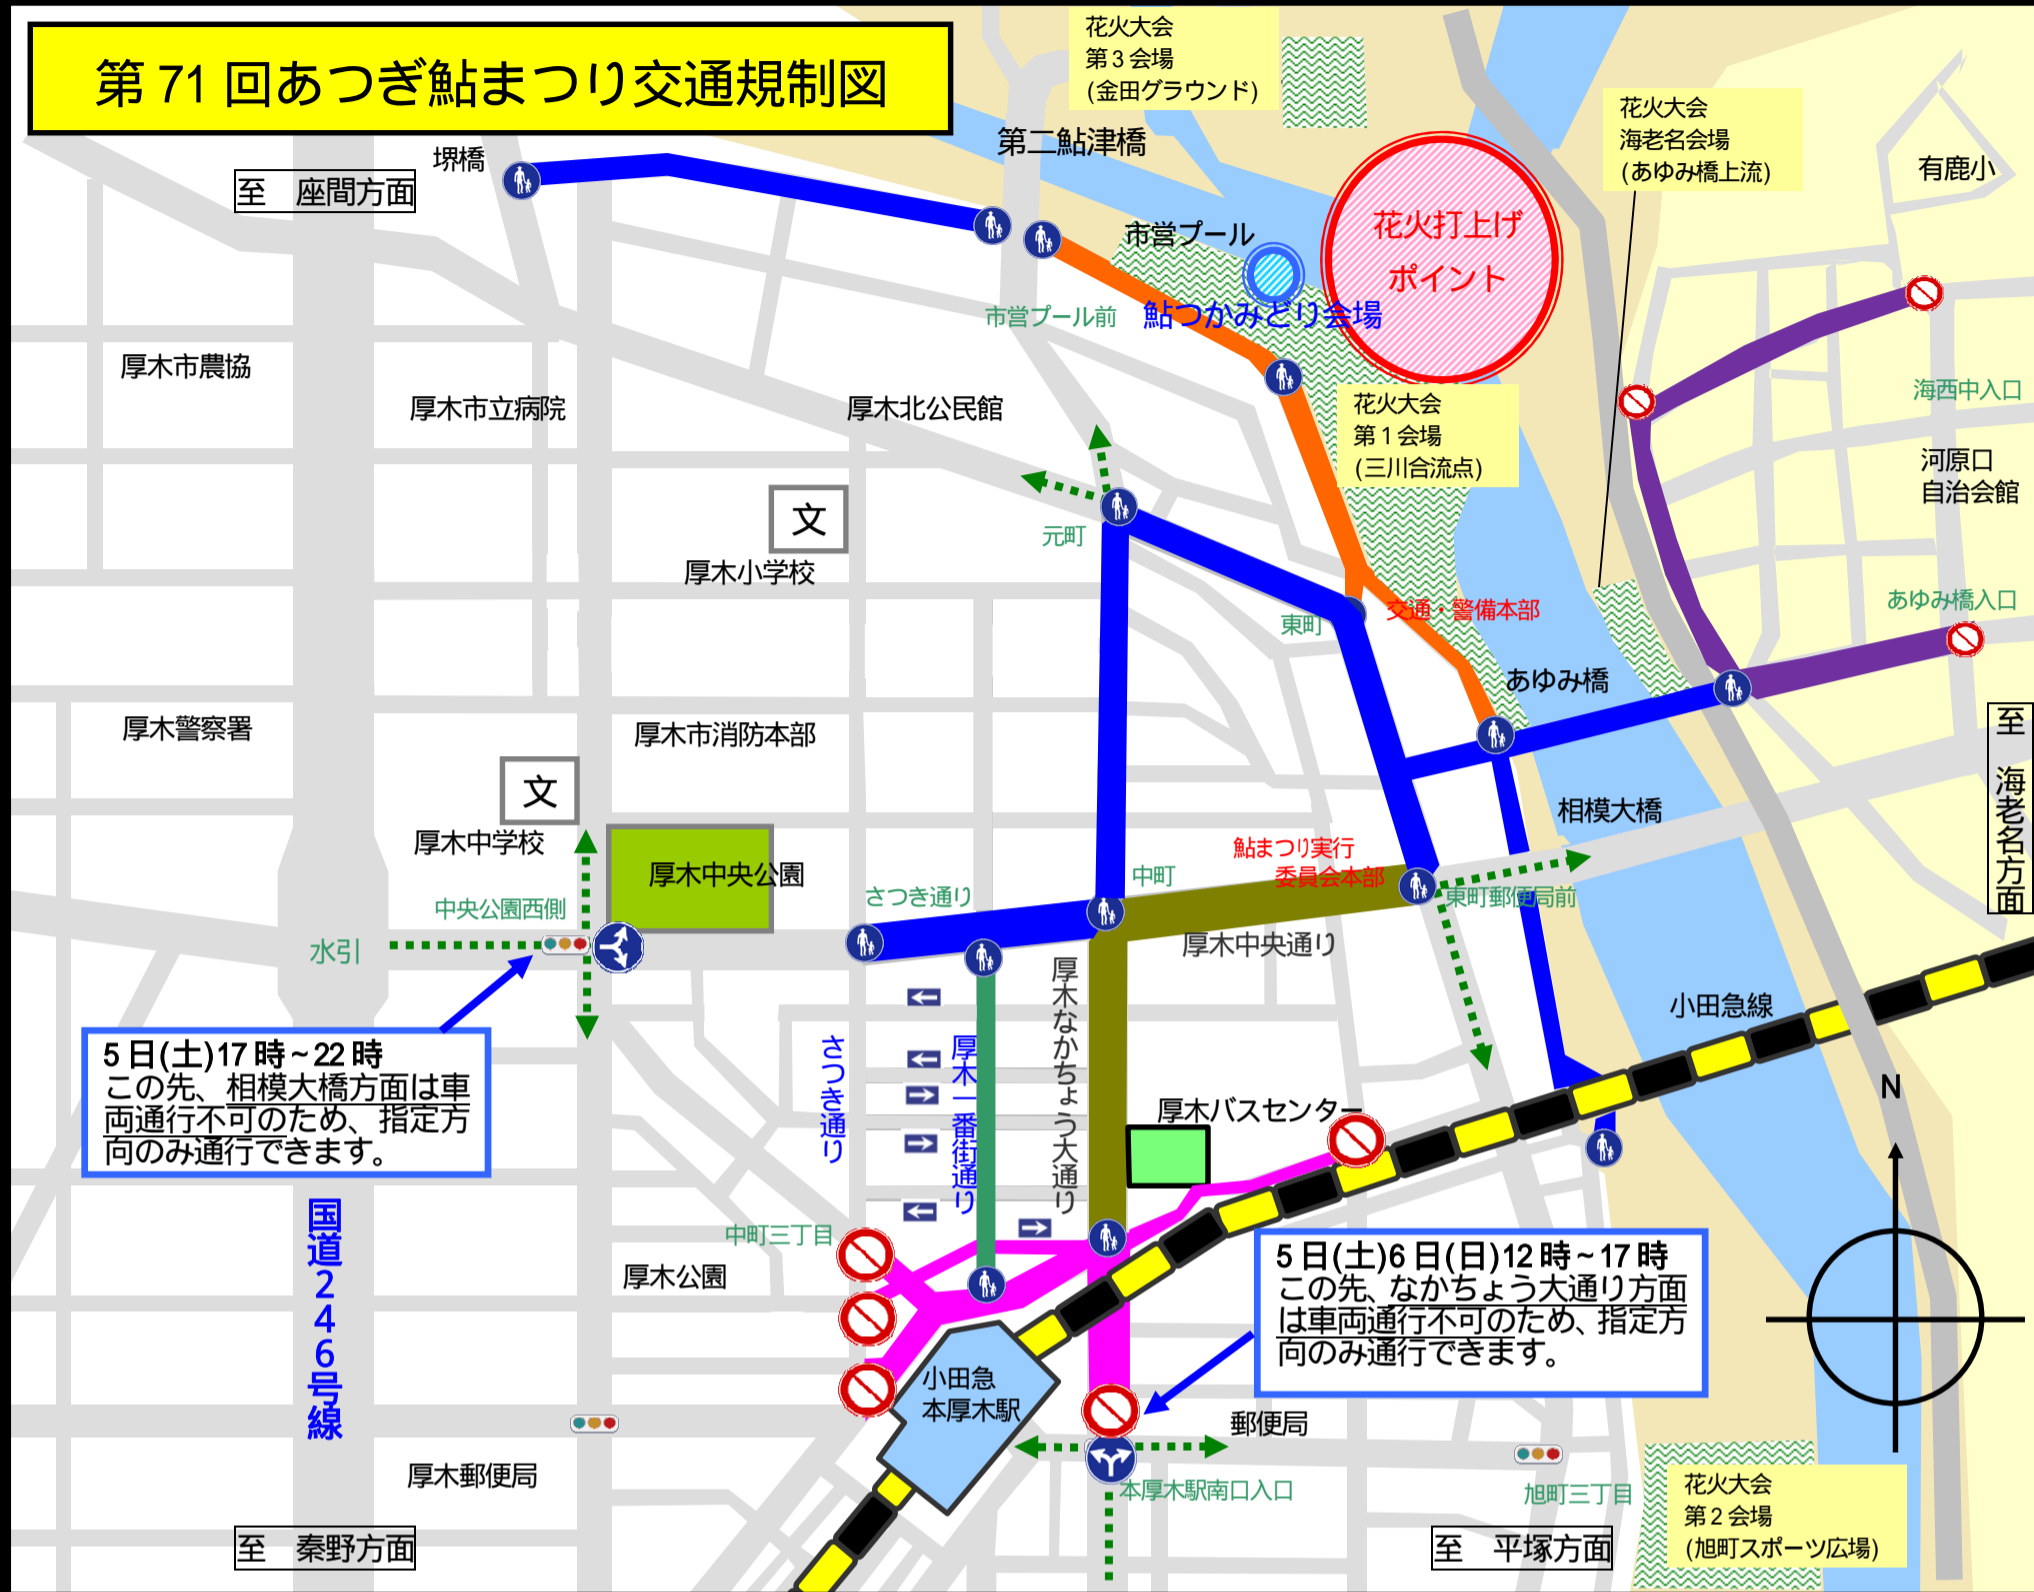 第71回あつぎ鮎まつり交通規制図
花火大会
第3会場
(金田グラウンド)
花火大会
海老名会場
(あゆみ橋上流)
堺橋
至　座間方面
第二鮎津橋
有鹿小
市営プール
花火打上げ
ポイント
市営プール前
鮎つかみどり会場
厚木市農協
厚木市立病院
厚木北公民館
花火大会
第1会場
(三川合流点)
海西中入口
河原口
自治会館
文
元町
厚木小学校
東町
交通・警備本部
あゆみ橋入口
あゆみ橋
厚木警察署
厚木市消防本部
至　海老名方面
文
厚木中学校
相模大橋
厚木中央公園
鮎まつり実行
委員会本部
中町
さつき通り
東町郵便局前
中央公園西側
水引
厚木中央通り
小田急線
厚木なかちょう大通り
さつき通り
厚木一番街通り
5日(土)17時~22時
この先、相模大橋方面は車
両通行不可のため、指定方
向のみ通行できます。
厚木バスセンター
N
国道246号線
中町三丁目
厚木公園
5日(土)6日(日)12時~17時
この先、なかちょう大通り方面
は車両通行不可のため、指定方
向のみ通行できます。
小田急
本厚木駅
郵便局
厚木郵便局
本厚木駅南口入口
旭町三丁目
花火大会
第2会場
(旭町スポーツ広場)
至　秦野方面
至　平塚方面